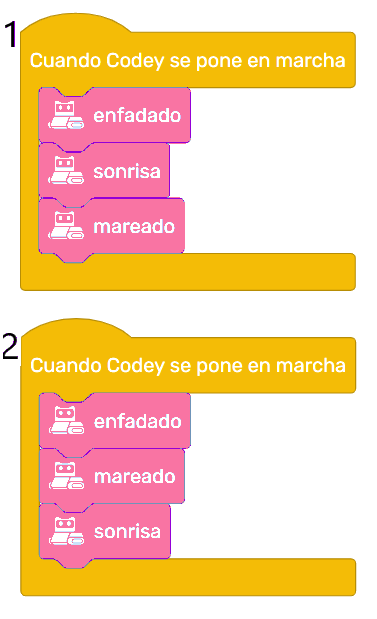 1
Cuando Codey se pone en marcha
enfadado
sonrisa
mareado
2
Cuando Codey se pone en marcha
enfadado
mareado
sonrisa